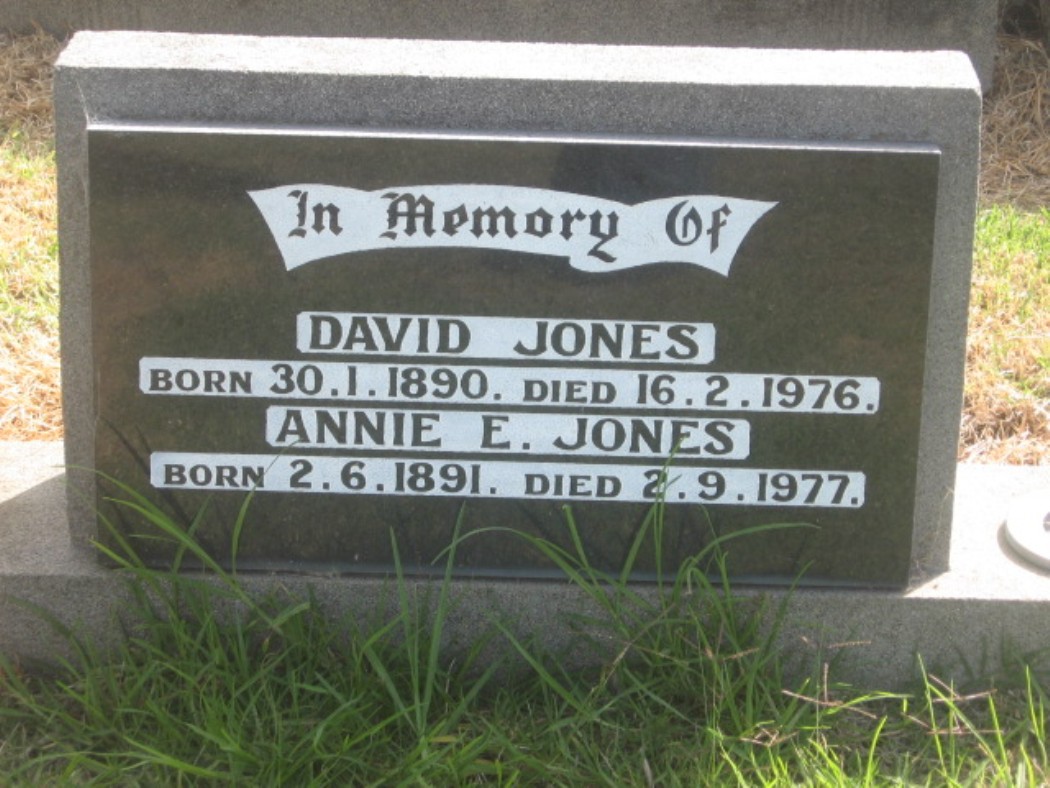 In Memory Of
DAVID JONES
BORN 30.1.1890. DIED 16.2.1976.
ANNIE E. JONES
BORN 2.6.1891. DIED 2.9.1977.